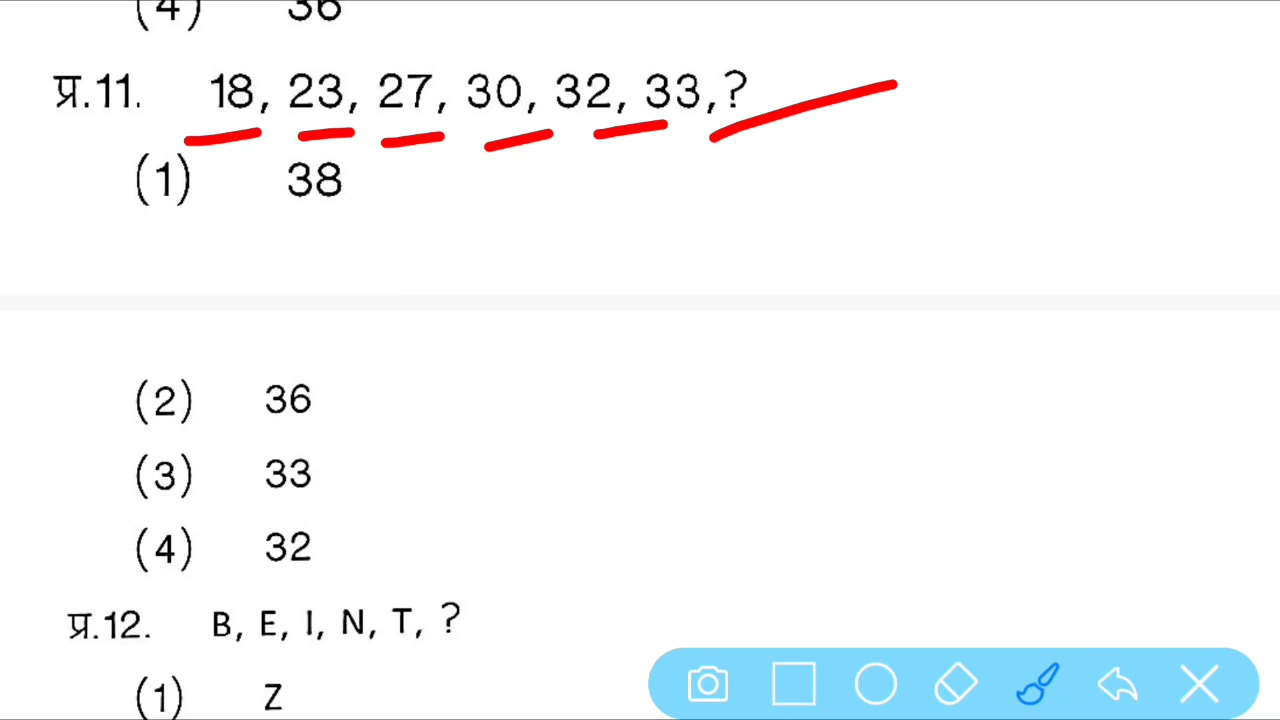 (4) 36
प्र.11. 18, 23, 27, 30, 32, 33,?
(1) 38
(2) 36
(3) 33
(4) 32
प्र.12. B, E, I, N, T, ?
(1) Z